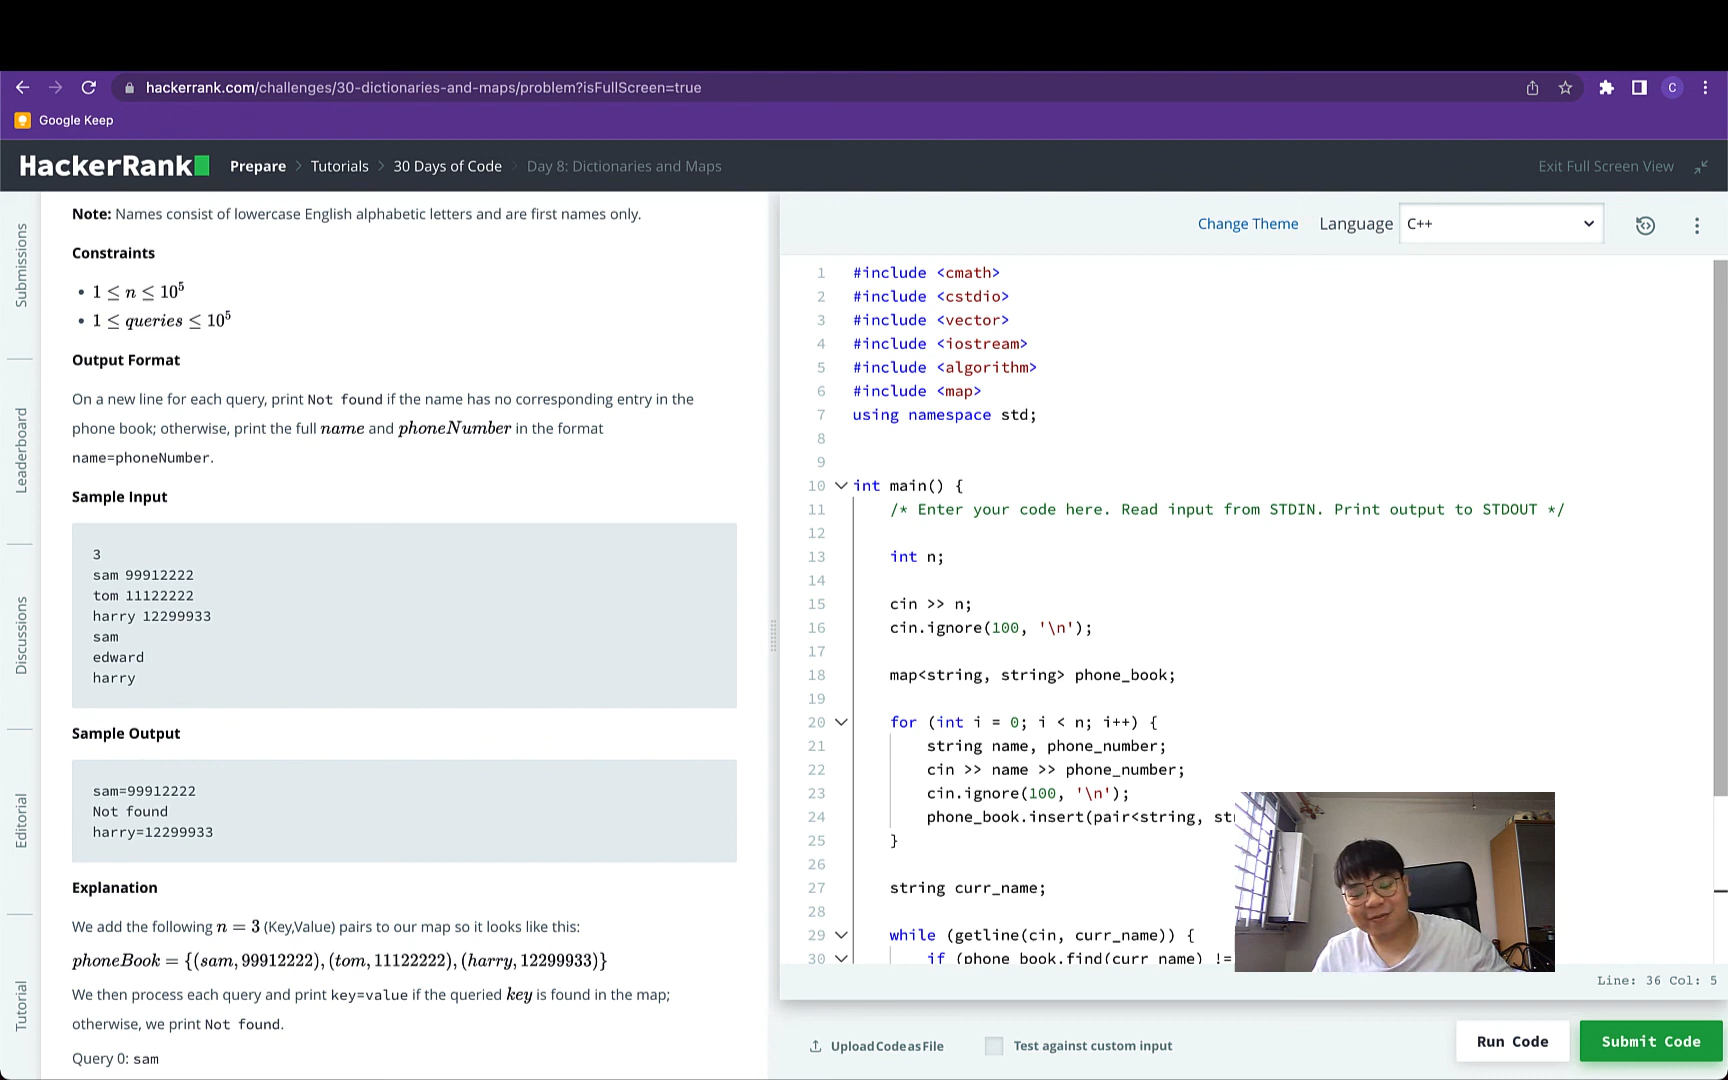 hackerrank.com/challenges/30-dictionaries-and-maps/problem?isFullScreen=true
C
Google Keep
HackerRank
Prepare > Tutorials > 30 Days of Code > Day 8: Dictionaries and Maps
Exit Full Screen View
Submissions
Leaderboard
Discussions
Editorial
Tutorial
Note: Names consist of lowercase English alphabetic letters and are first names only.
Constraints
• 1 ≤ n ≤ 10⁵
• 1 ≤ queries ≤ 10⁵
Output Format
On a new line for each query, print Not found if the name has no corresponding entry in the
phone book; otherwise, print the full name and phoneNumber in the format
name=phoneNumber.
Sample Input
3
sam 99912222
tom 11122222
harry 12299933
sam
edward
harry
Sample Output
sam=99912222
Not found
harry=12299933
Explanation
We add the following n = 3 (Key,Value) pairs to our map so it looks like this:
phoneBook = {(sam, 99912222), (tom, 11122222), (harry, 12299933)}
We then process each query and print key=value if the queried key is found in the map;
otherwise, we print Not found.
Query 0: sam
Change Theme Language C++
1 #include <cmath>
2 #include <cstdio>
3 #include <vector>
4 #include <iostream>
5 #include <algorithm>
6 #include <map>
7 using namespace std;
8
9
10 int main() {
11 /* Enter your code here. Read input from STDIN. Print output to STDOUT */
12
13 int n;
14
15 cin >> n;
16 cin.ignore(100, '\n');
17
18 map<string, string> phone_book;
19
20 for (int i = 0; i < n; i++) {
21 string name, phone_number;
22 cin >> name >> phone_number;
23 cin.ignore(100, '\n');
24 phone_book.insert(pair<string, st
25 }
26
27 string curr_name;
28
29 while (getline(cin, curr_name)) {
30 if (phone_book.find(curr_name) !=
Line: 36 Col: 5
Upload Code as File
Test against custom input
Run Code
Submit Code